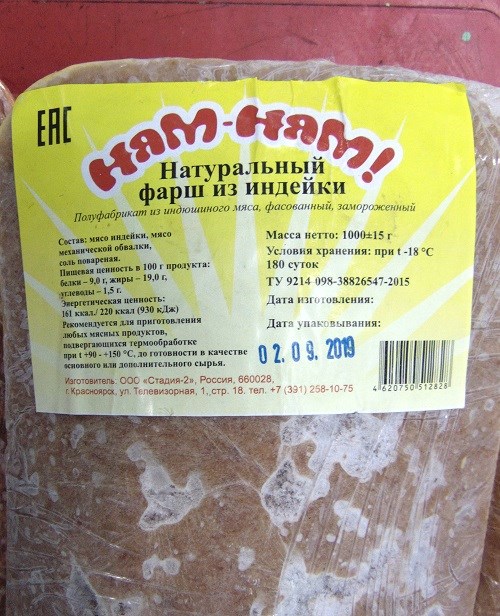 ЕАС
НЯМ-НЯМ!
Натуральный
фарш из индейки
Полуфабрикат из индюшиного мяса, фасованный, замороженный
Состав: мясо индейки, мясо
механической обвалки,
соль поваренная.
Пищевая ценность в 100 г продукта:
белки – 9,0 г, жиры – 19,0 г,
углеводы – 1,5 г.
Энергетическая ценность:
161 ккал./ 220 ккал (930 кДж)
Рекомендуется для приготовления
любых мясных продуктов,
подвергающихся термообработке
при t +90 - +150 °С, до готовности в качестве
основного или дополнительного сырья.
Масса нетто: 1000±15 г
Условия хранения: при t -18 °С
180 суток
ТУ 9214-098-38826547-2015
Дата изготовления:
Дата упаковывания:
02.09.2019
Изготовитель: ООО «Стадия-2», Россия, 660028,
г.Красноярск, ул. Телевизорная, 1,.стр. 18. тел. +7 (391) 258-10-75
4 620750 512828